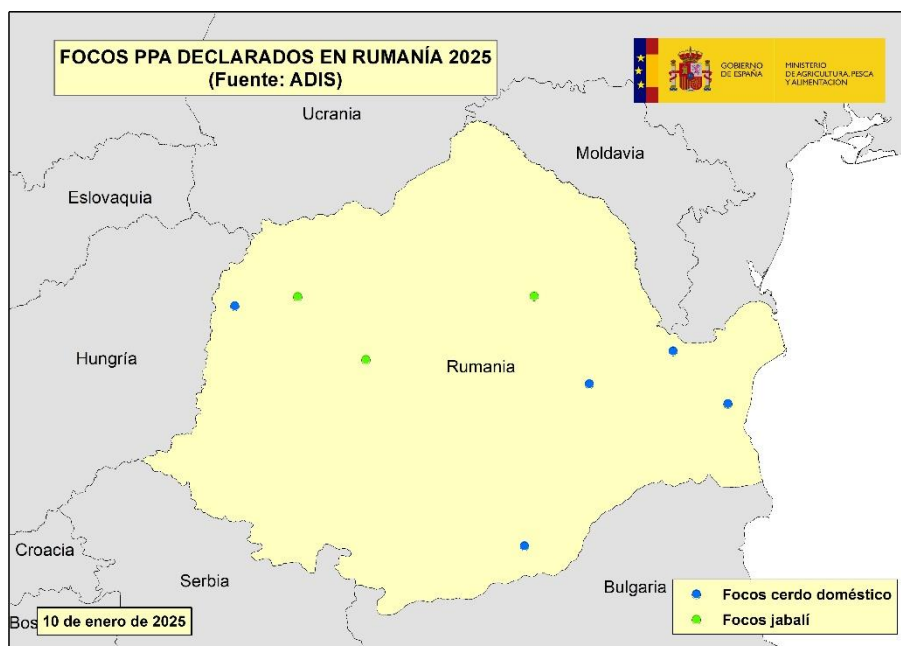 FOCOS PPA DECLARADOS EN RUMANÍA 2025
(Fuente: ADIS)
GOBIERNO
DE ESPAÑA
MINISTERIO
DE AGRICULTURA, PESCA
Y ALIMENTACIÓN
Ucrania
Moldavia
Eslovaquia
Hungría
Rumania
Croacia
Serbia
Bulgaria
Bos
10 de enero de 2025
Focos cerdo doméstico
Focos jabalí